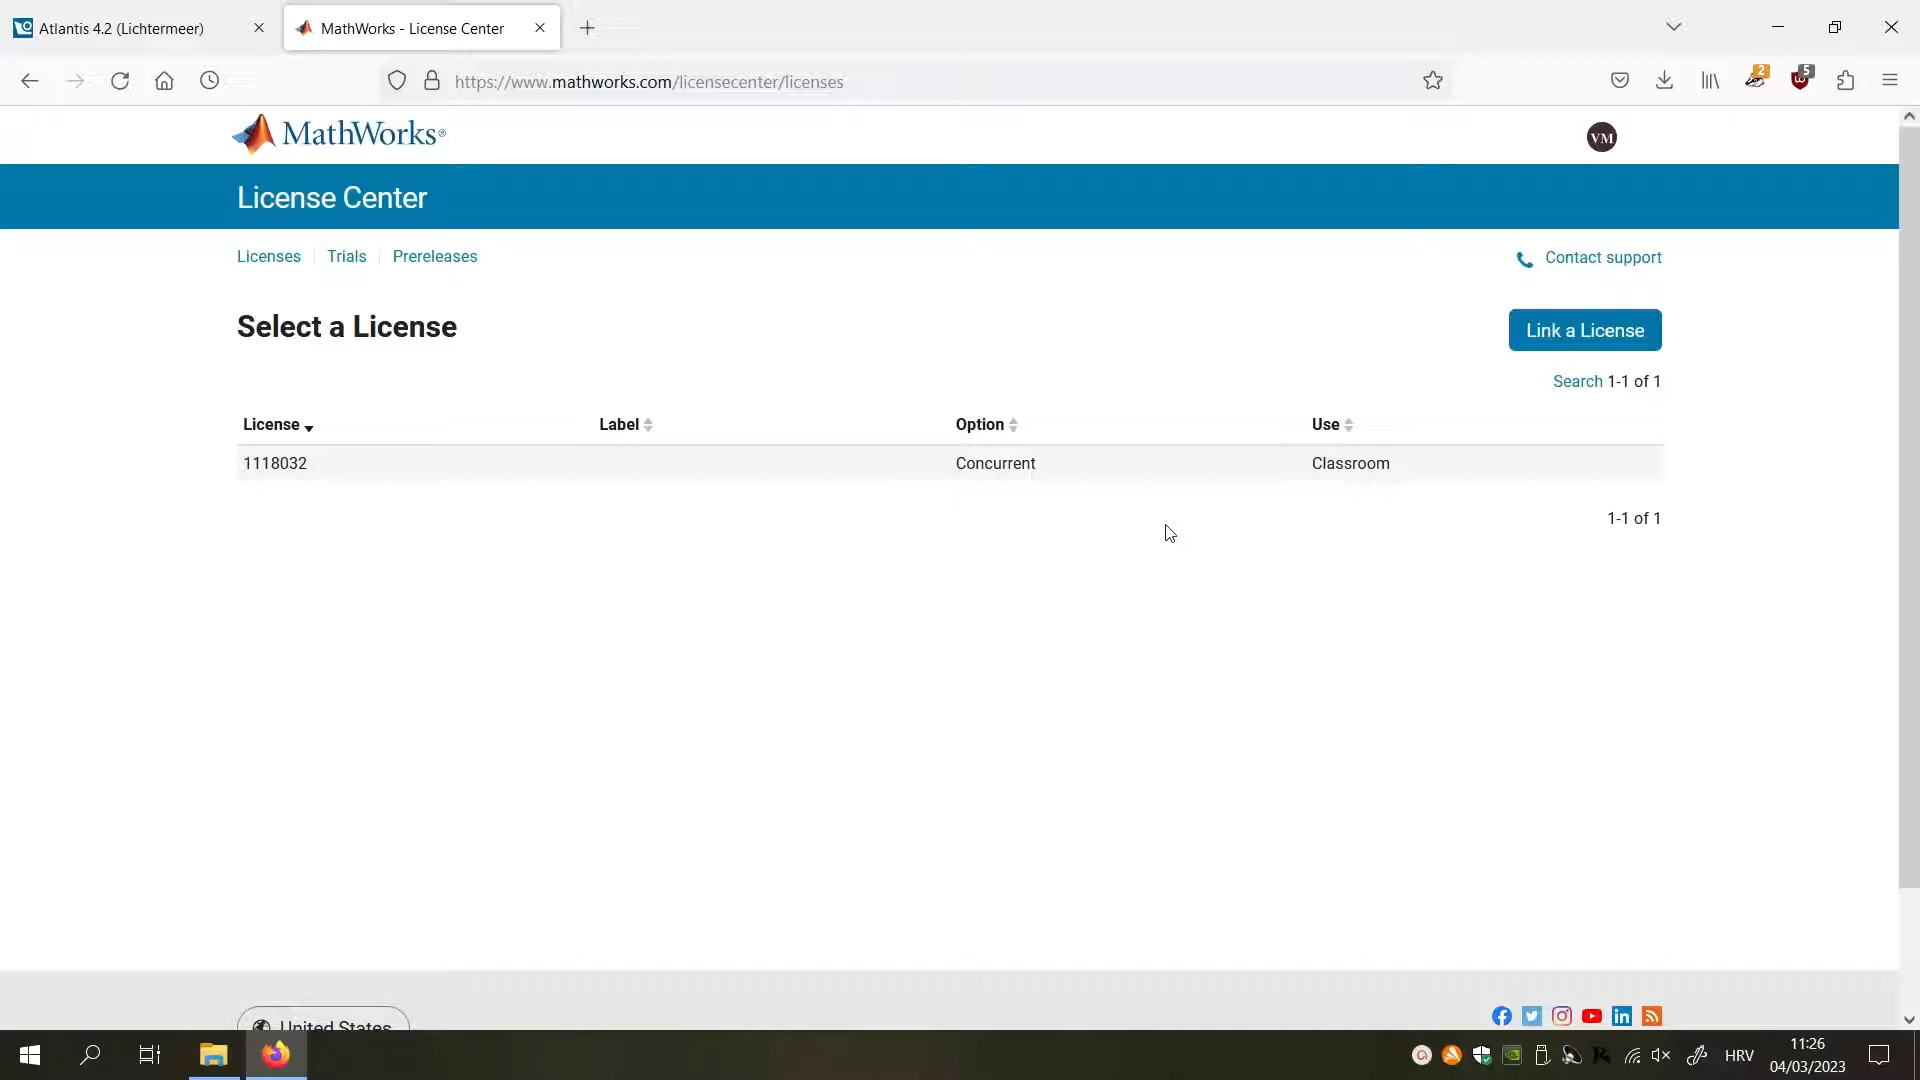 Atlantis 4.2 (Lichtermeer)
MathWorks - License Center
https://www.mathworks.com/licensecenter/licenses
2
5
MathWorks®
VM
License Center
Licenses Trials Prereleases
Contact support
Select a License
Link a License
Search 1-1 of 1
License Label Option Use
1118032 Concurrent Classroom
1-1 of 1
United States
HRV
11:26
04/03/2023